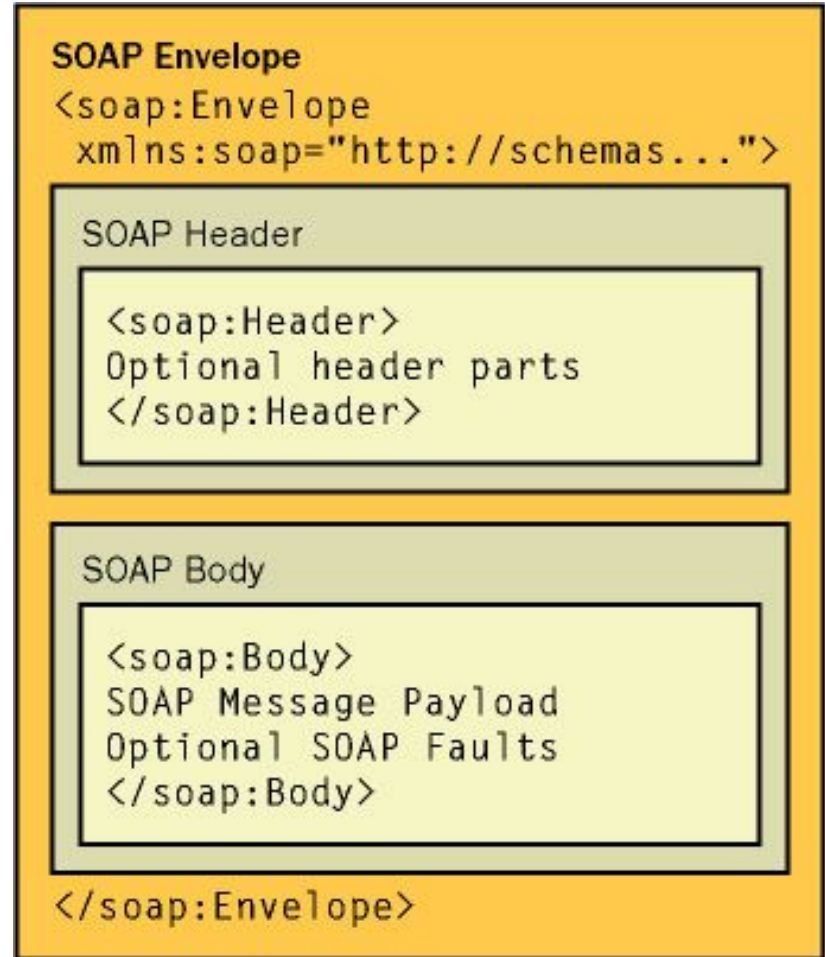 SOAP Envelope
<soap:Envelope
xmlns:soap="http://schemas...">
SOAP Header
<soap:Header>
Optional header parts
</soap:Header>
SOAP Body
<soap:Body>
SOAP Message Payload
Optional SOAP Faults
</soap:Body>
</soap:Envelope>